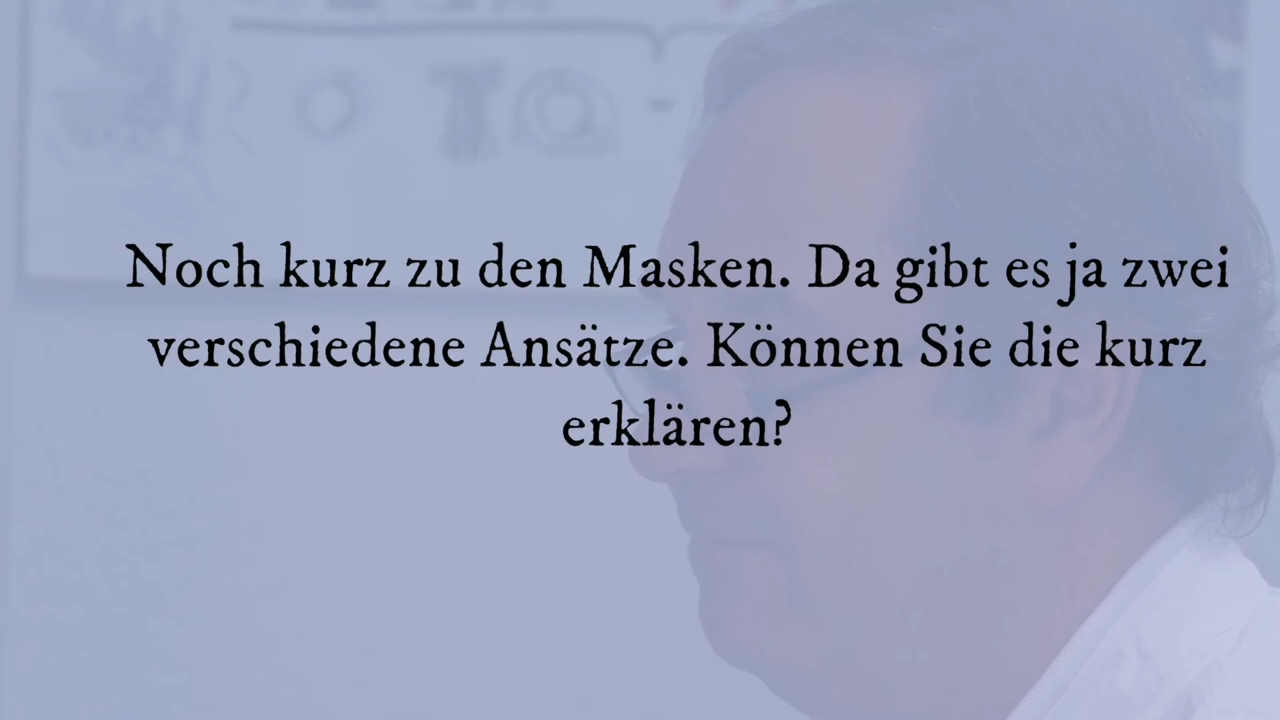 Noch kurz zu den Masken. Da gibt es ja zwei
verschiedene Ansätze. Können Sie die kurz
erklären?